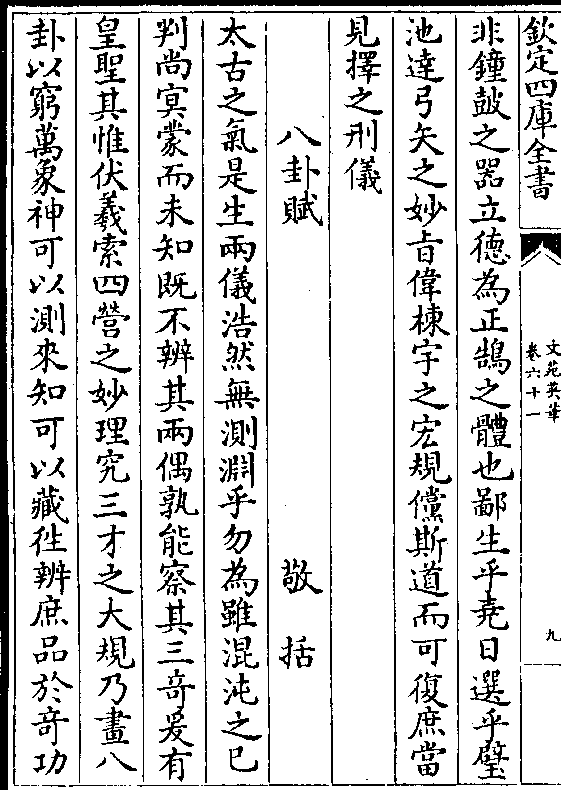 欽定四庫全書
文苑英華
卷六十一
九
非鐘鼓之器立德為正鵠之體也鄙生乎堯日選乎璧
池達弓矢之妙旨偉棟宇之宏規儻斯道而可復庶當
見擇之刑儀
八卦賦 敬括
太古之氣是生兩儀浩然無測淵乎勿為雖混沌之已
判尚冥蒙而未知既不辨其兩偶孰能察其三竒爰有
皇聖其惟伏羲索四營之妙理究三才之大規乃畫八
卦以窮萬象神可以測來知可以藏徃辨庶品於竒功